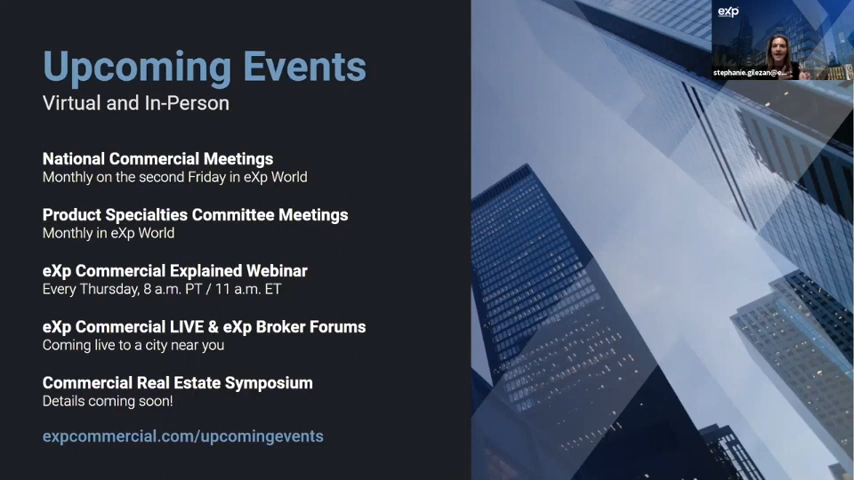 Upcoming Events
Virtual and In-Person
National Commercial Meetings
Monthly on the second Friday in eXp World
Product Specialties Committee Meetings
Monthly in eXp World
eXp Commercial Explained Webinar
Every Thursday, 8 a.m. PT / 11 a.m. ET
eXp Commercial LIVE & eXp Broker Forums
Coming live to a city near you
Commercial Real Estate Symposium
Details coming soon!
expcommercial.com/upcomingevents
eXp
stephanie.gilezan@e...